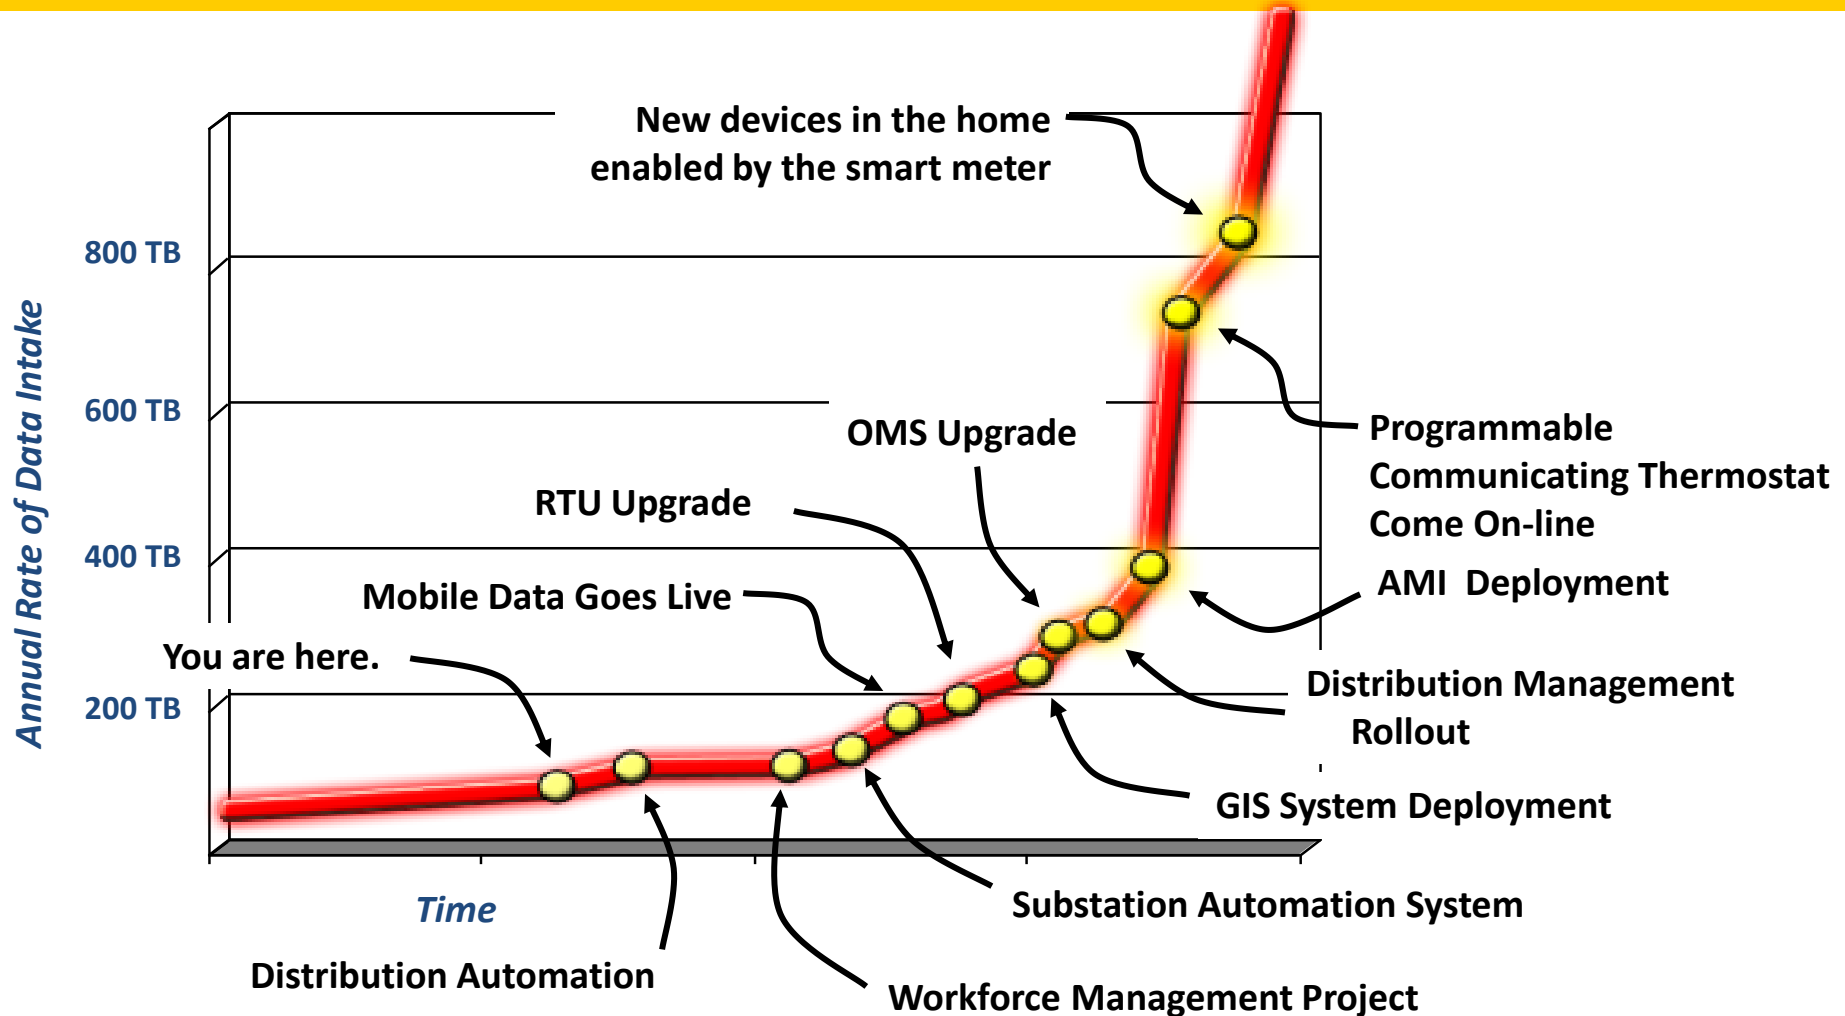 New devices in the home
enabled by the smart meter
800 TB
600 TB
400 TB
200 TB
Annual Rate of Data Intake
OMS Upgrade
RTU Upgrade
Mobile Data Goes Live
You are here.
Programmable
Communicating Thermostat
Come On-line
AMI  Deployment
Distribution Management
Rollout
GIS System Deployment
Substation Automation System
Time
Distribution Automation
Workforce Management Project